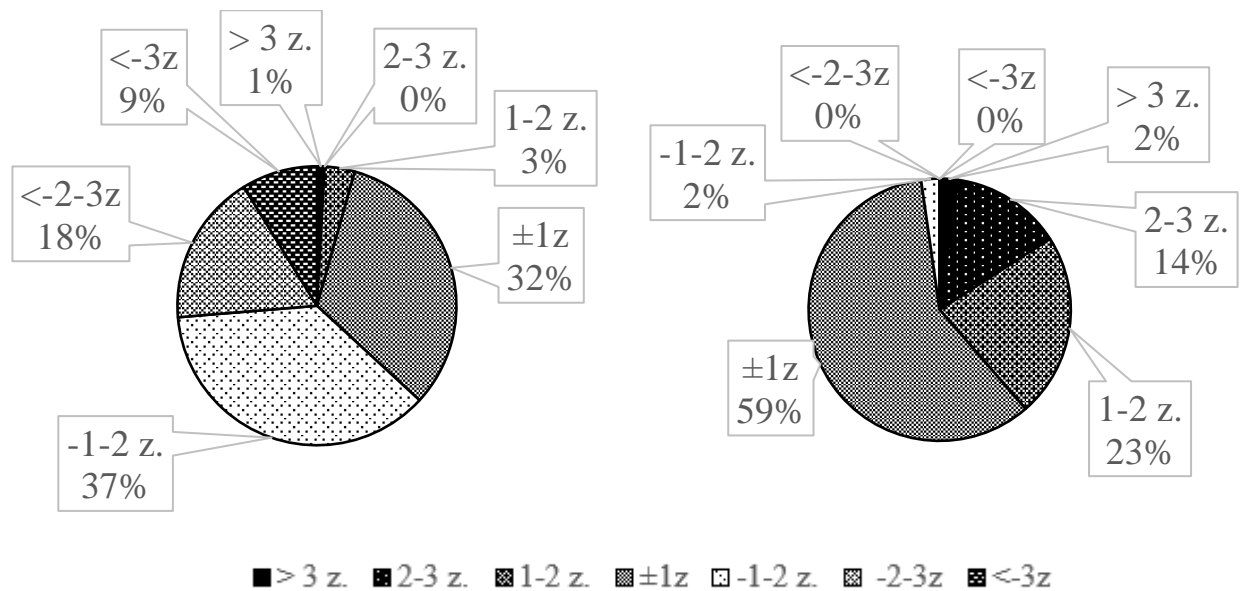 <-3z
9%
> 3 z.
1%
2-3 z.
0%
1-2 z.
3%
±1z
32%
-1-2 z.
37%
<-2-3z
18%
<-2-3z
0%
<-3z
0%
> 3 z.
2%
2-3 z.
14%
1-2 z.
23%
±1z
59%
-1-2 z.
2%
> 3 z. 2-3 z. 1-2 z. ±1z -1-2 z. -2-3z <-3z